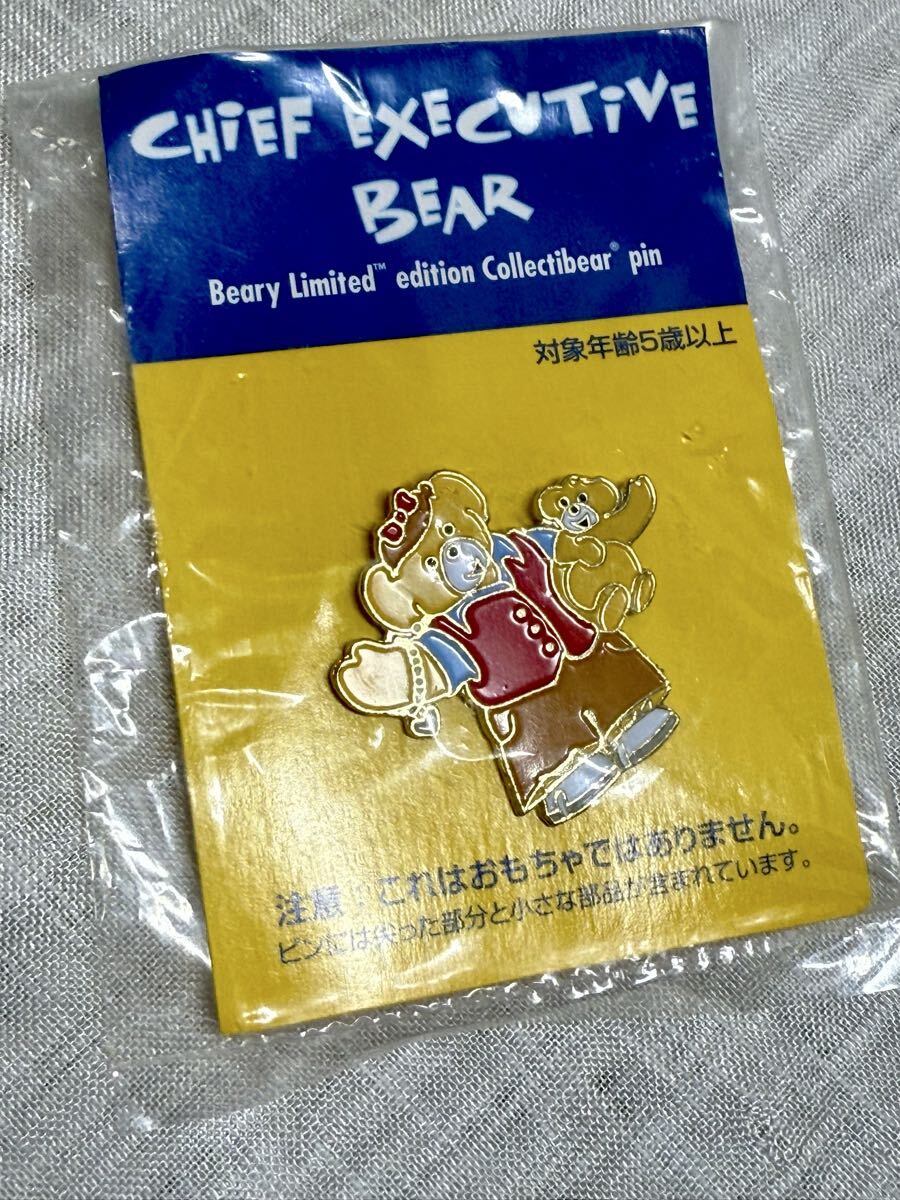 CHiEF EXECUTiVE
BEAR
Beary Limited™ edition Collectibear® pin
対象年齢5歳以上
注意:これはおもちゃではありません。
ピンには尖った部分と小さな部品が含まれています。